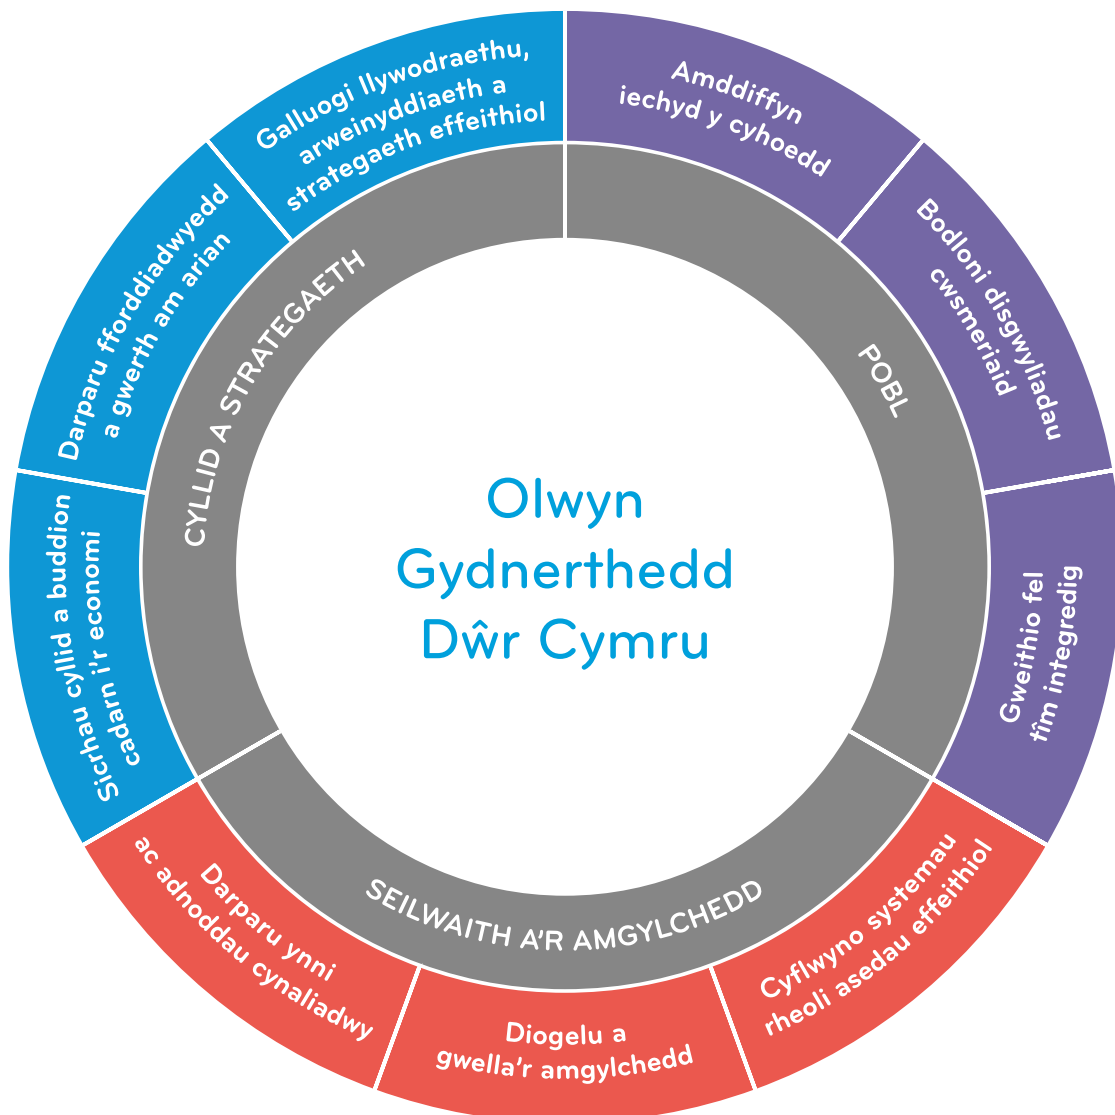 Olwyn
Gydnerthedd
Dŵr Cymru
POBL
Amddiffyn
iechyd y cyhoedd
Bodloni disgwyliadau
cwsmeriaid
Gweithio fel
tîm integredig
SEILWAITH A'R AMGYLCHEDD
Cyflwyno systemau
rheoli asedau effeithiol
Diogelu a
gwella'r amgylchedd
Darparu ynni
ac adnoddau cynaliadwy
CYLLID A STRATEGAETH
Sicrhau cyllid a buddion
cadarn i'r economi
Darparu fforddiadwyedd
a gwerth am arian
Galluogi llywodraethu,
arweinyddiaeth a
strategaeth effeithiol